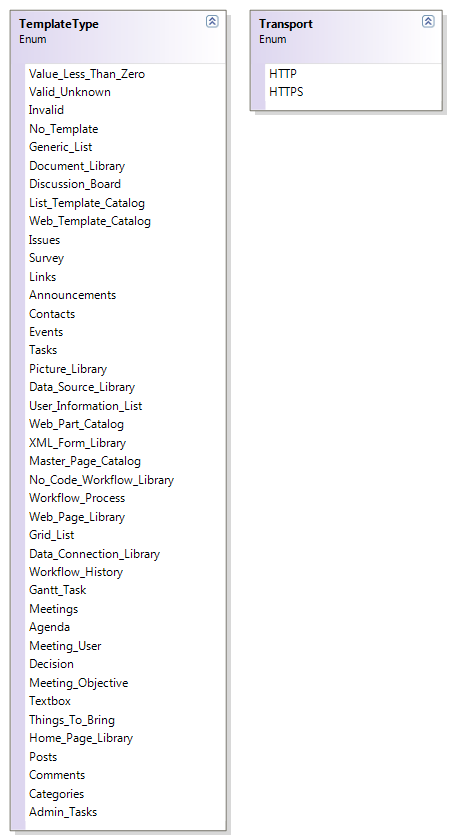 TemplateType
Enum
Value_Less_Than_Zero
Valid_Unknown
Invalid
No_Template
Generic_List
Document_Library
Discussion_Board
List_Template_Catalog
Web_Template_Catalog
Issues
Survey
Links
Announcements
Contacts
Events
Tasks
Picture_Library
Data_Source_Library
User_Information_List
Web_Part_Catalog
XML_Form_Library
Master_Page_Catalog
No_Code_Workflow_Library
Workflow_Process
Web_Page_Library
Grid_List
Data_Connection_Library
Workflow_History
Gantt_Task
Meetings
Agenda
Meeting_User
Decision
Meeting_Objective
Textbox
Things_To_Bring
Home_Page_Library
Posts
Comments
Categories
Admin_Tasks
Transport
Enum
HTTP
HTTPS